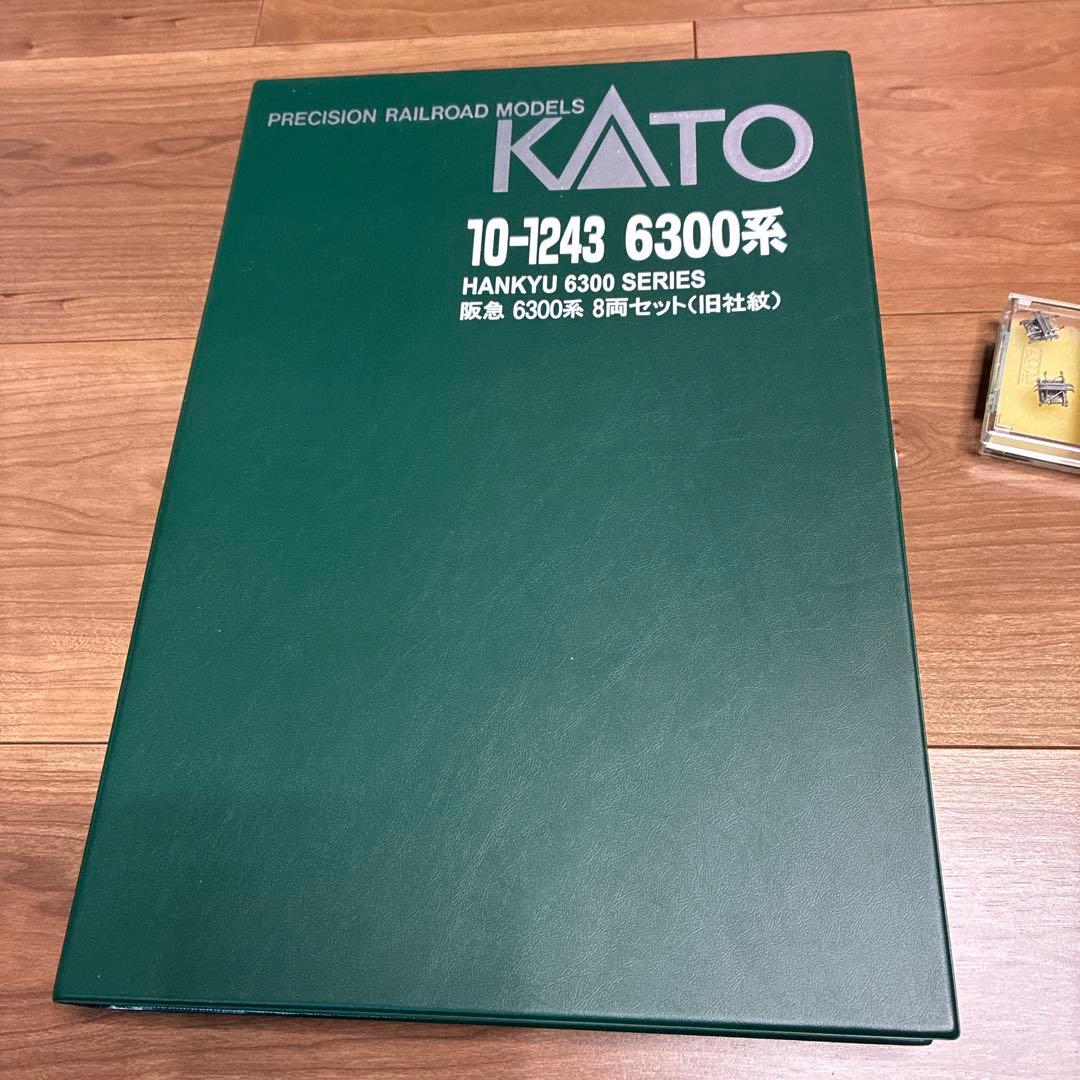 PRECISION RAILROAD MODELS
KATO
10-1243 6300系
HANKYU 6300 SERIES
阪急 6300系 8両セット(旧社紋)